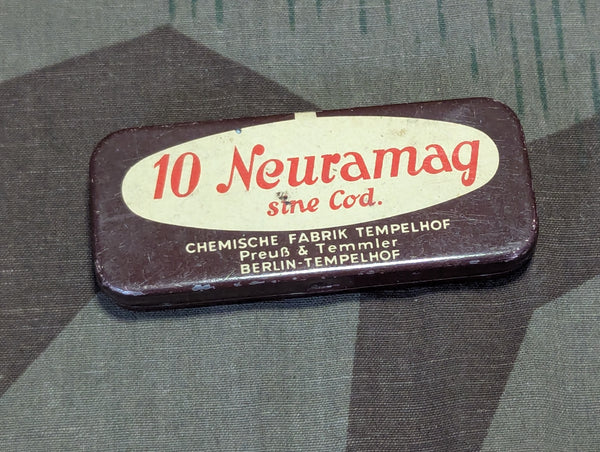 10 Neuramag
sine Cod.
CHEMISCHE FABRIK TEMPELHOF
Preuß & Temmler
BERLIN-TEMPELHOF